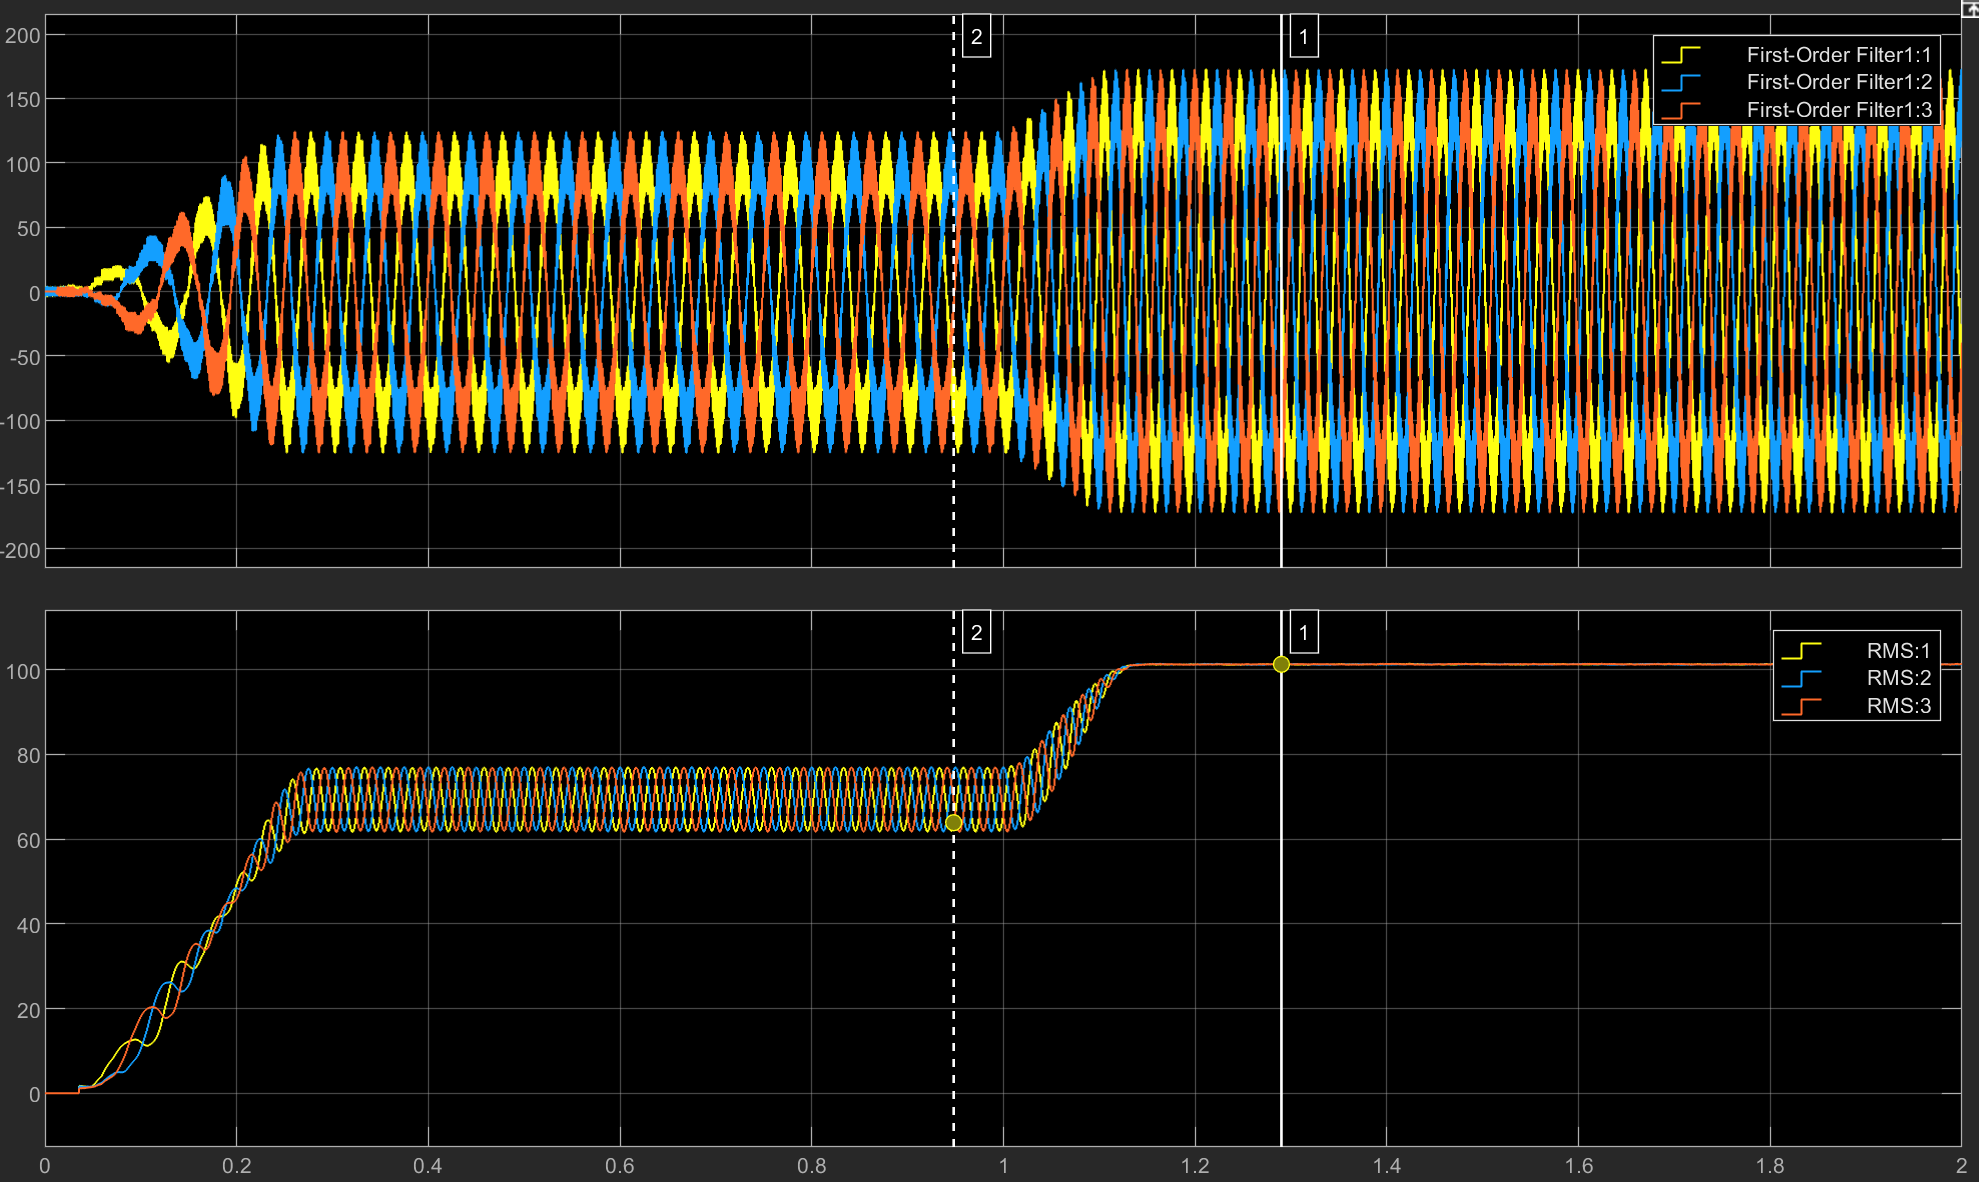 200
150
100
50
0
-50
-100
-150
-200
2
1
First-Order Filter1:1
First-Order Filter1:2
First-Order Filter1:3
100
80
60
40
20
0
2
1
RMS:1
RMS:2
RMS:3
0 0.2 0.4 0.6 0.8 1 1.2 1.4 1.6 1.8 2